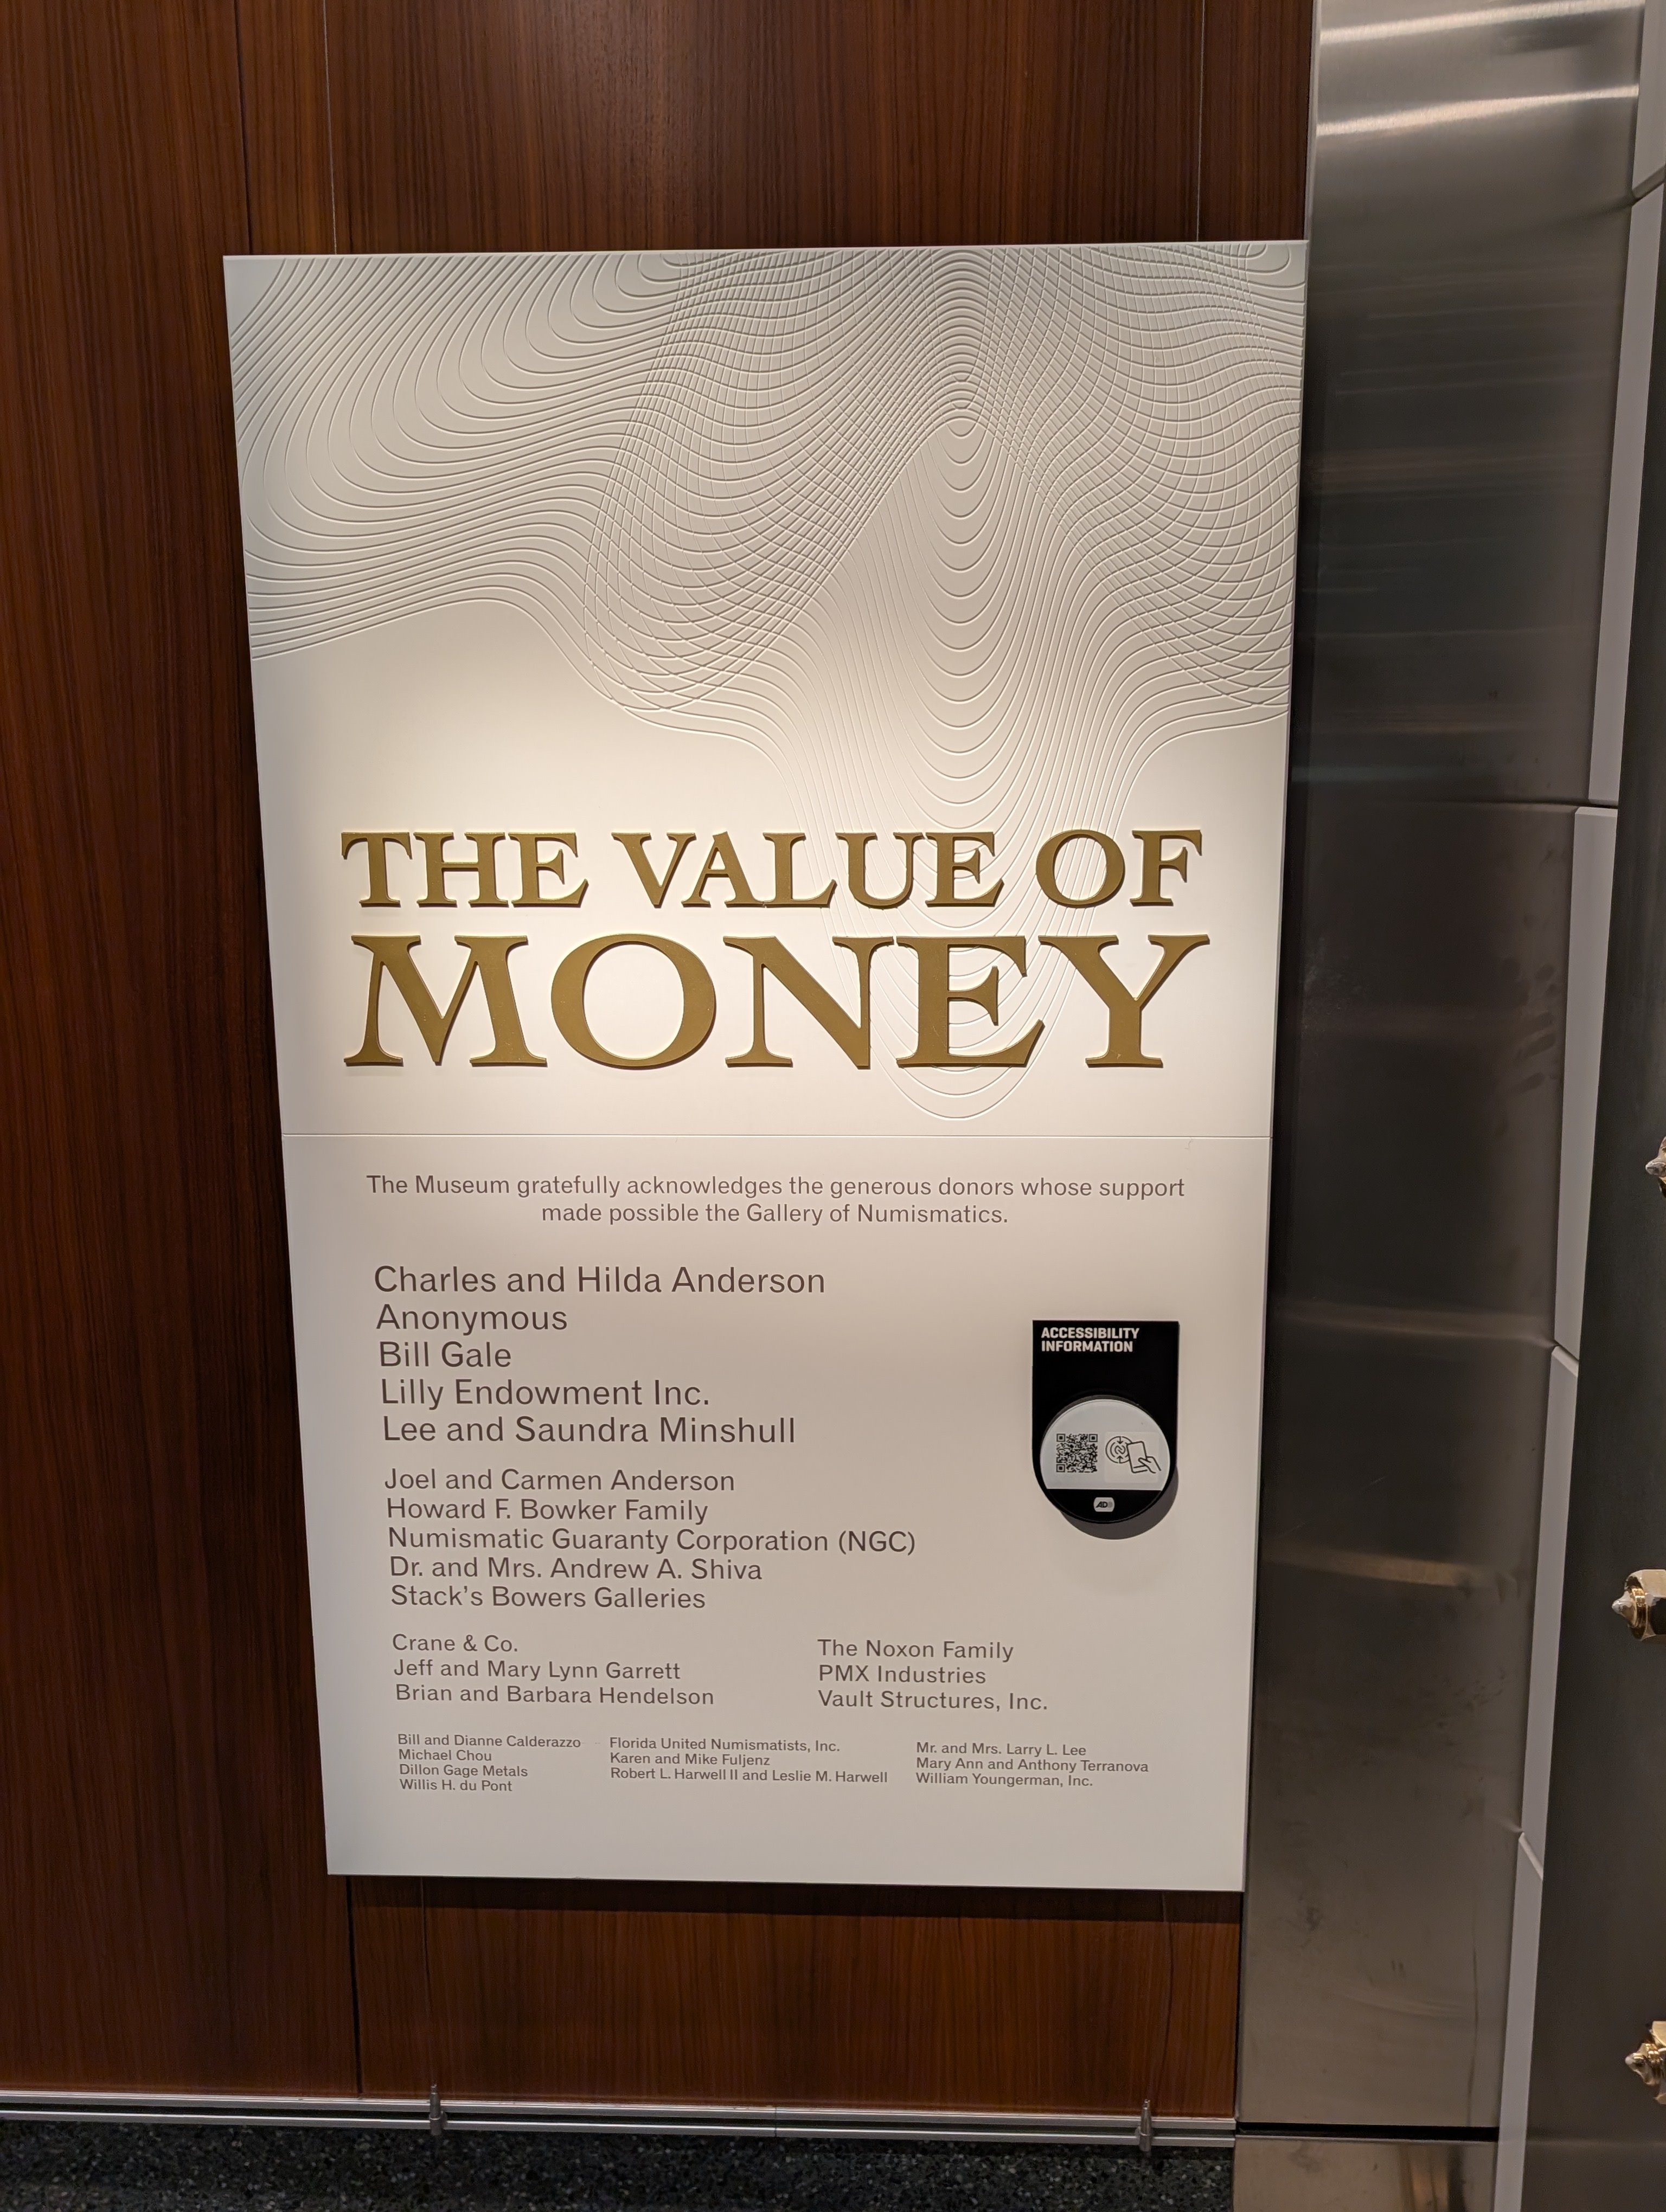 THE VALUE OF
MONEY
The Museum gratefully acknowledges the generous donors whose support
made possible the Gallery of Numismatics.
Charles and Hilda Anderson
Anonymous
Bill Gale
Lilly Endowment Inc.
Lee and Saundra Minshull
ACCESSIBILITY
INFORMATION
AD
Joel and Carmen Anderson
Howard F. Bowker Family
Numismatic Guaranty Corporation (NGC)
Dr. and Mrs. Andrew A. Shiva
Stack's Bowers Galleries
Crane & Co.
Jeff and Mary Lynn Garrett
Brian and Barbara Hendelson
The Noxon Family
PMX Industries
Vault Structures, Inc.
Bill and Dianne Calderazzo
Michael Chou
Dillon Gage Metals
Willis H. du Pont
Florida United Numismatists, Inc.
Karen and Mike Fuljenz
Robert L. Harwell II and Leslie M. Harwell
Mr. and Mrs. Larry L. Lee
Mary Ann and Anthony Terranova
William Youngerman, Inc.